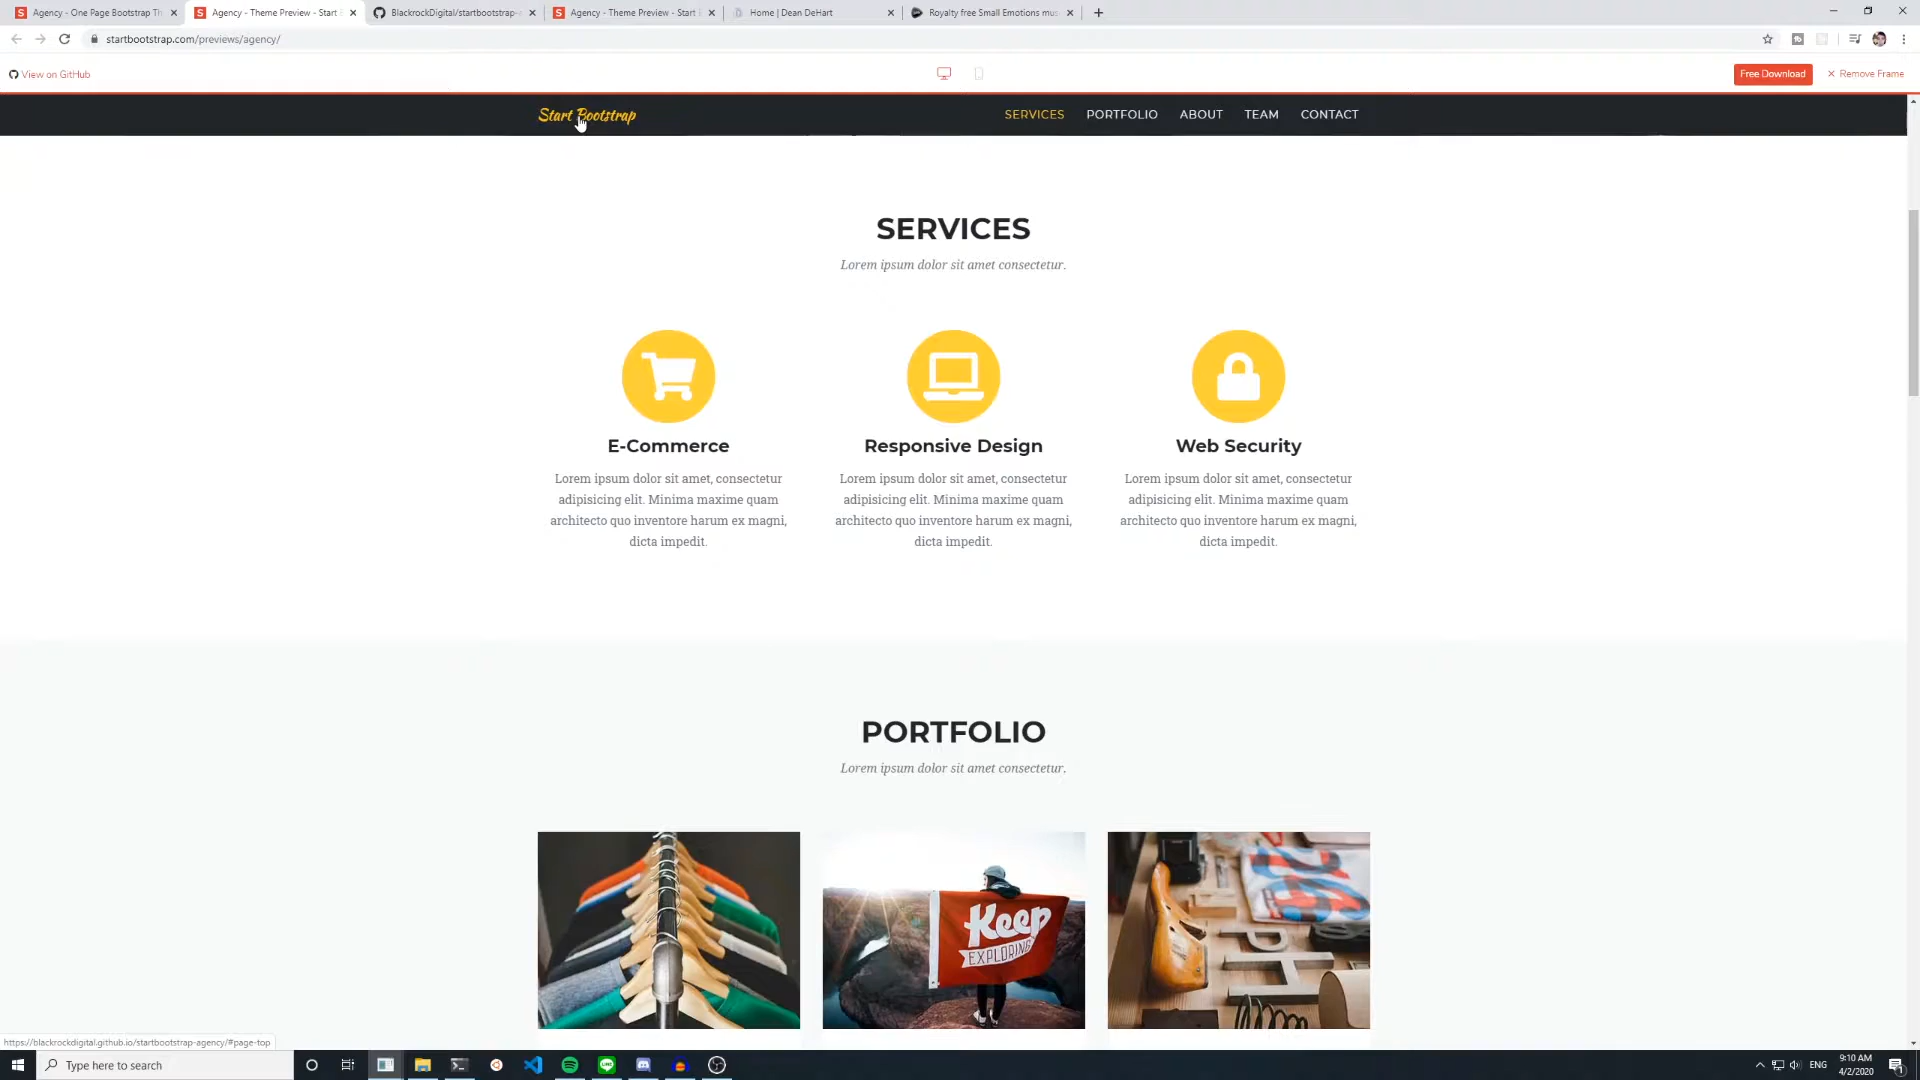 Agency - One Page Bootstrap Th
Agency - Theme Preview - Start
BlackrockDigital/startbootstrap-
Agency - Theme Preview - Start
Home | Dean DeHart
Royalty free Small Emotions mus
startbootstrap.com/previews/agency/
View on GitHub
Free Download
Remove Frame
Start Bootstrap
SERVICES
PORTFOLIO
ABOUT
TEAM
CONTACT
SERVICES
Lorem ipsum dolor sit amet consectetur.
E-Commerce
Lorem ipsum dolor sit amet, consectetur
adipisicing elit. Minima maxime quam
architecto quo inventore harum ex magni,
dicta impedit.
Responsive Design
Lorem ipsum dolor sit amet, consectetur
adipisicing elit. Minima maxime quam
architecto quo inventore harum ex magni,
dicta impedit.
Web Security
Lorem ipsum dolor sit amet, consectetur
adipisicing elit. Minima maxime quam
architecto quo inventore harum ex magni,
dicta impedit.
PORTFOLIO
Lorem ipsum dolor sit amet consectetur.
Keep
EXPLORING
https://blackrockdigital.github.io/startbootstrap-agency/#page-top
Type here to search
ENG
9:10 AM
4/2/2020